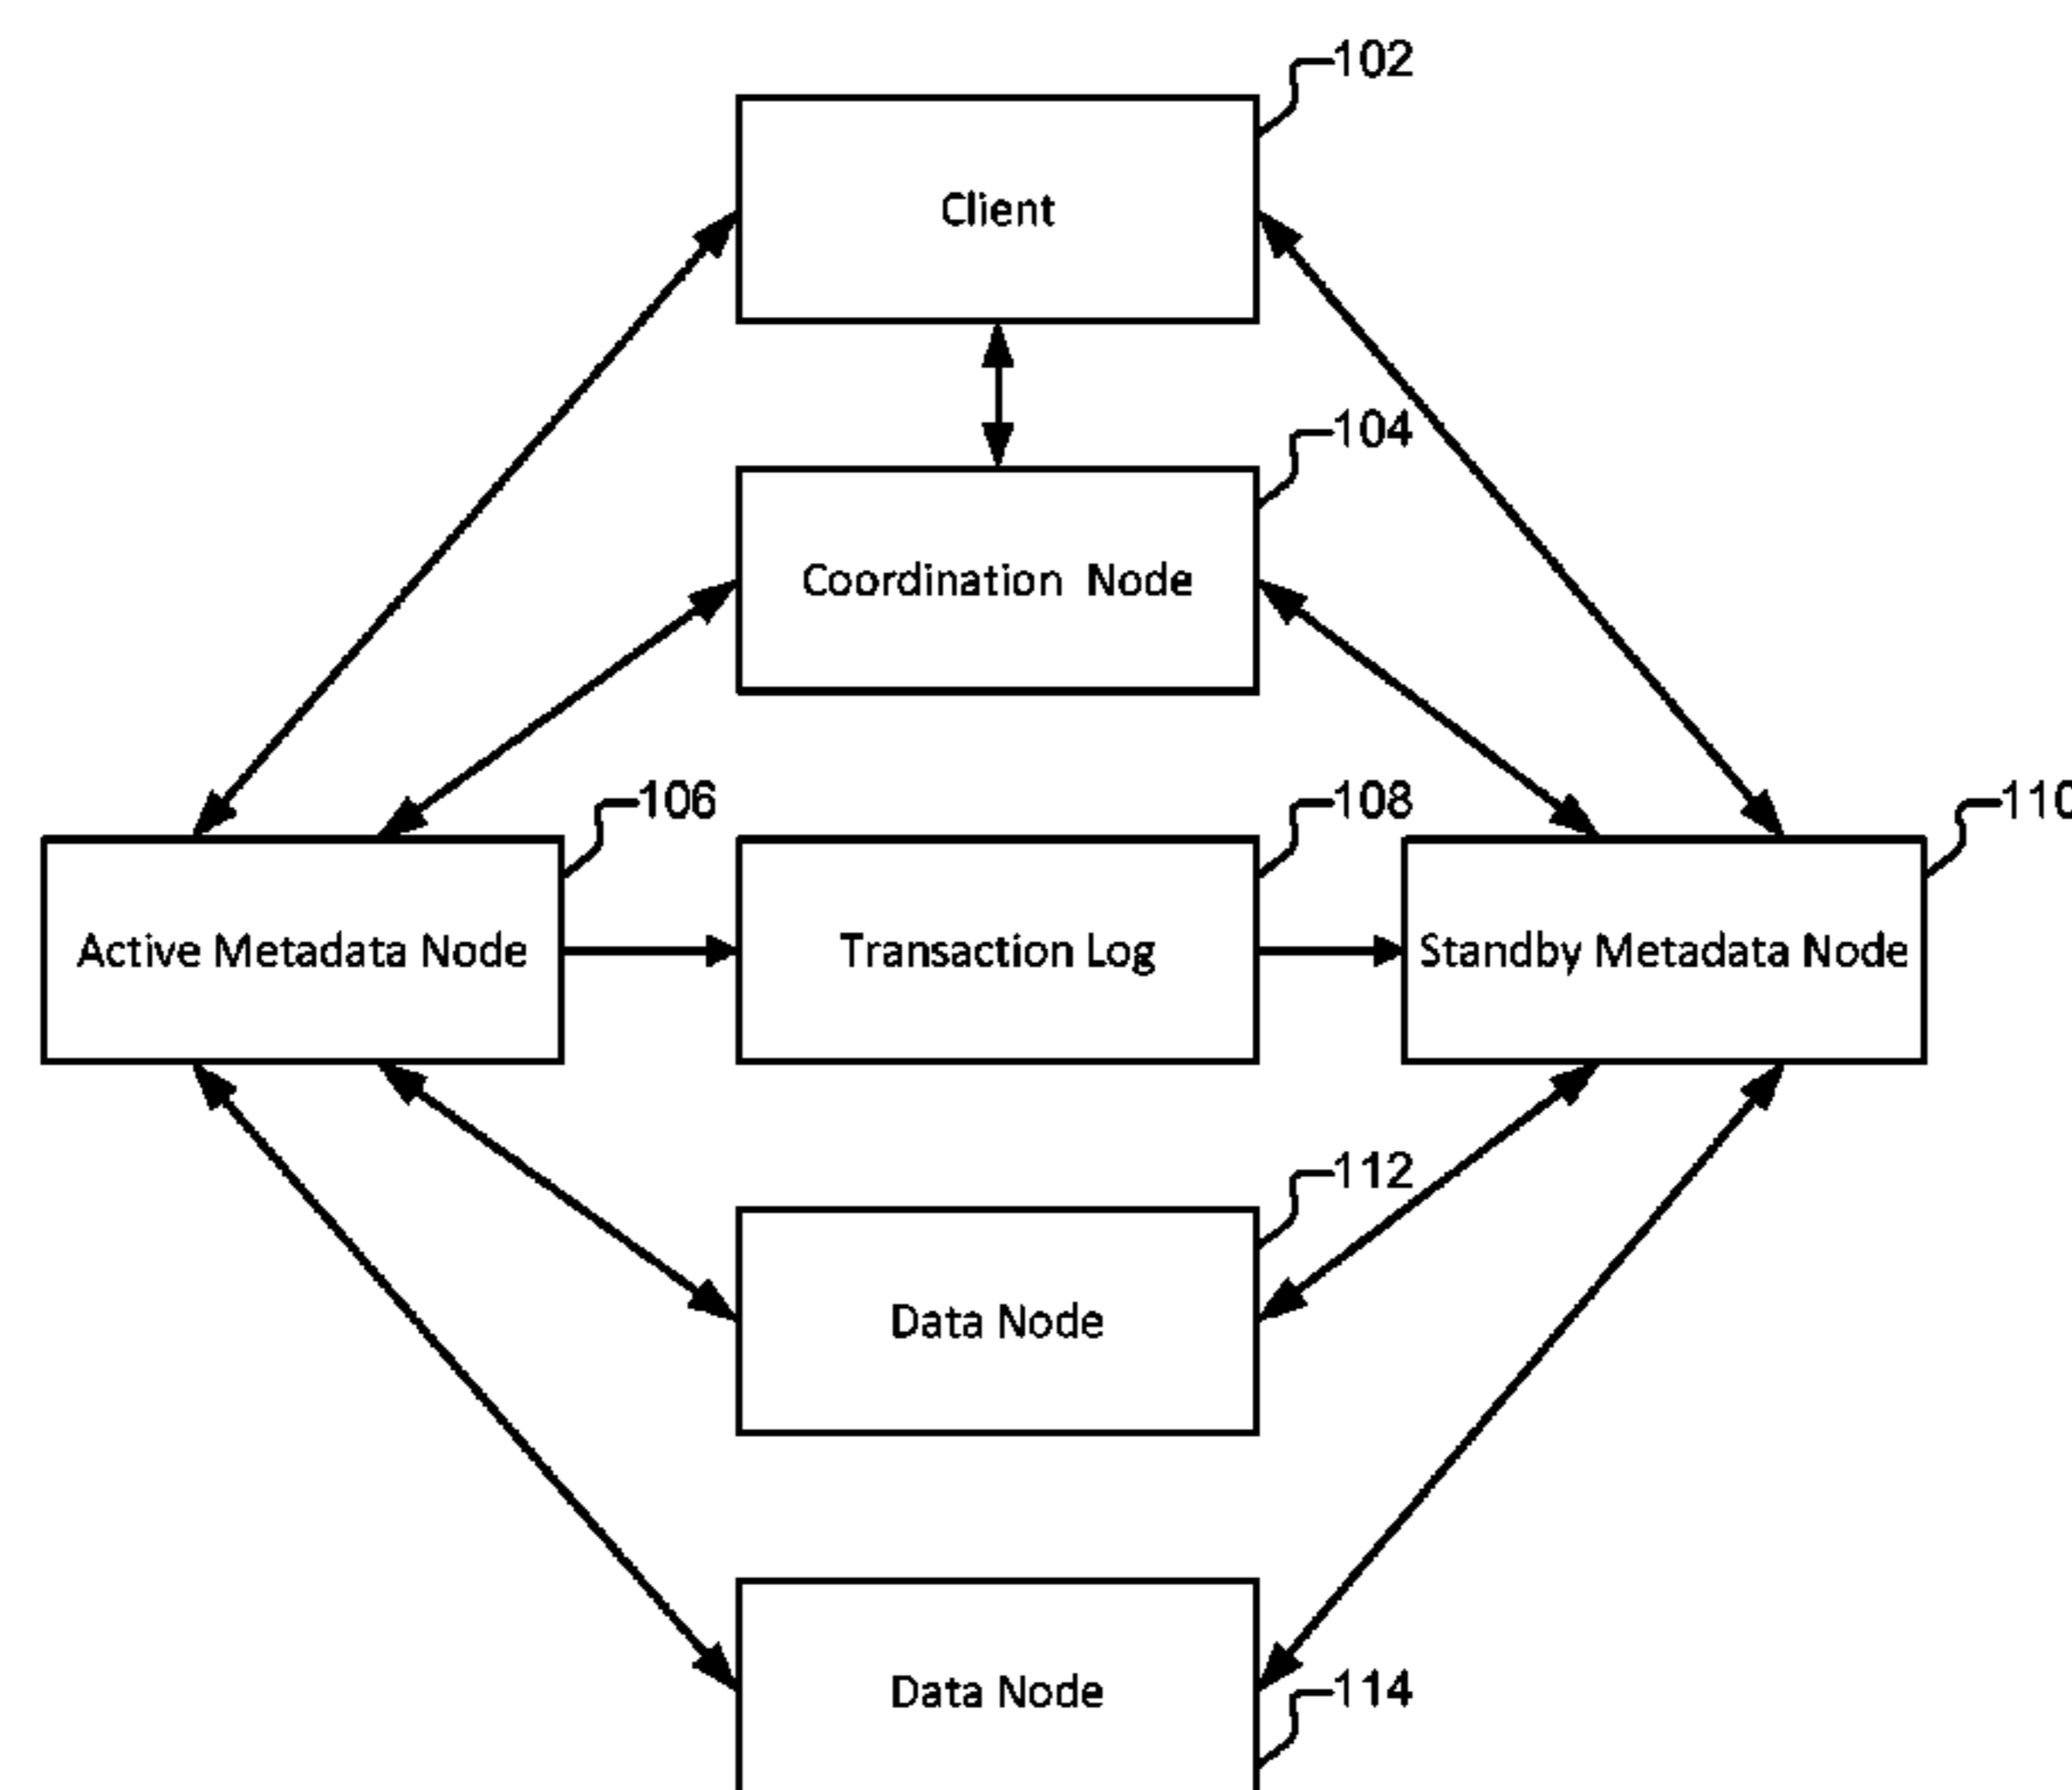 102
Client
104
Coordination Node
106
108
110
Active Metadata Node
Transaction Log
Standby Metadata Node
112
Data Node
Data Node
114